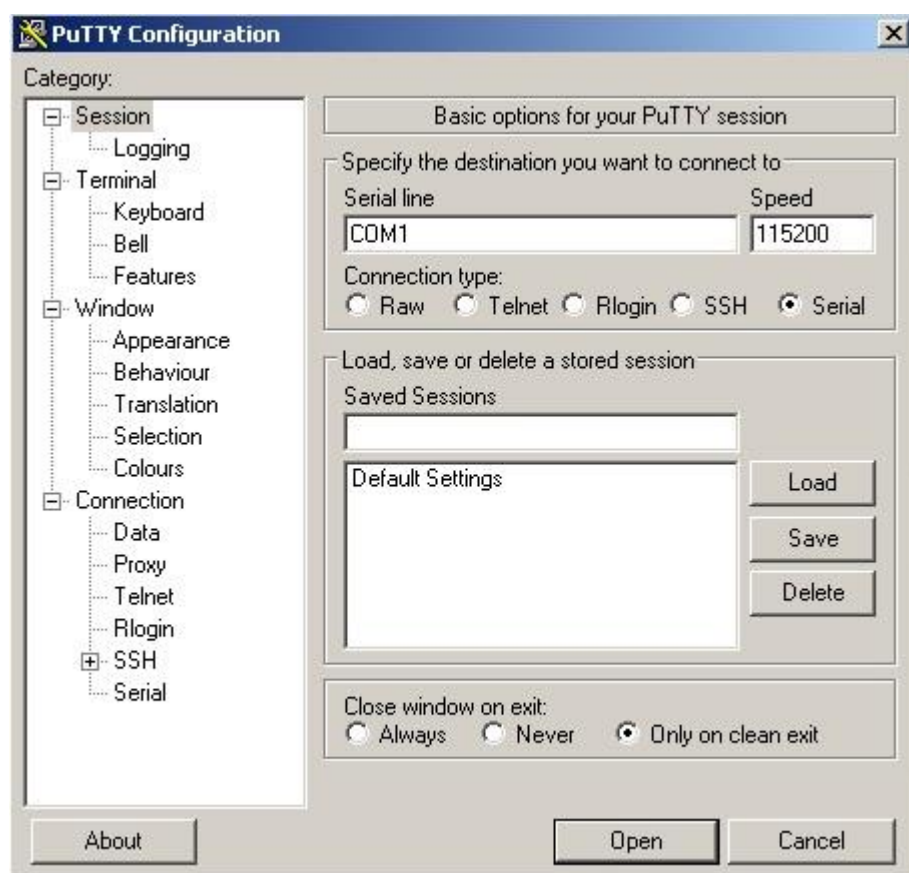 PuTTY Configuration
Category:
Session
Logging
Terminal
Keyboard
Bell
Features
Window
Appearance
Behaviour
Translation
Selection
Colours
Connection
Data
Proxy
Telnet
Rlogin
SSH
Serial
Basic options for your PuTTY session
Specify the destination you want to connect to
Serial line Speed
COM1 115200
Connection type:
Raw Telnet Rlogin SSH Serial
Load, save or delete a stored session
Saved Sessions
Default Settings
Load
Save
Delete
Close window on exit:
Always Never Only on clean exit
About Open Cancel